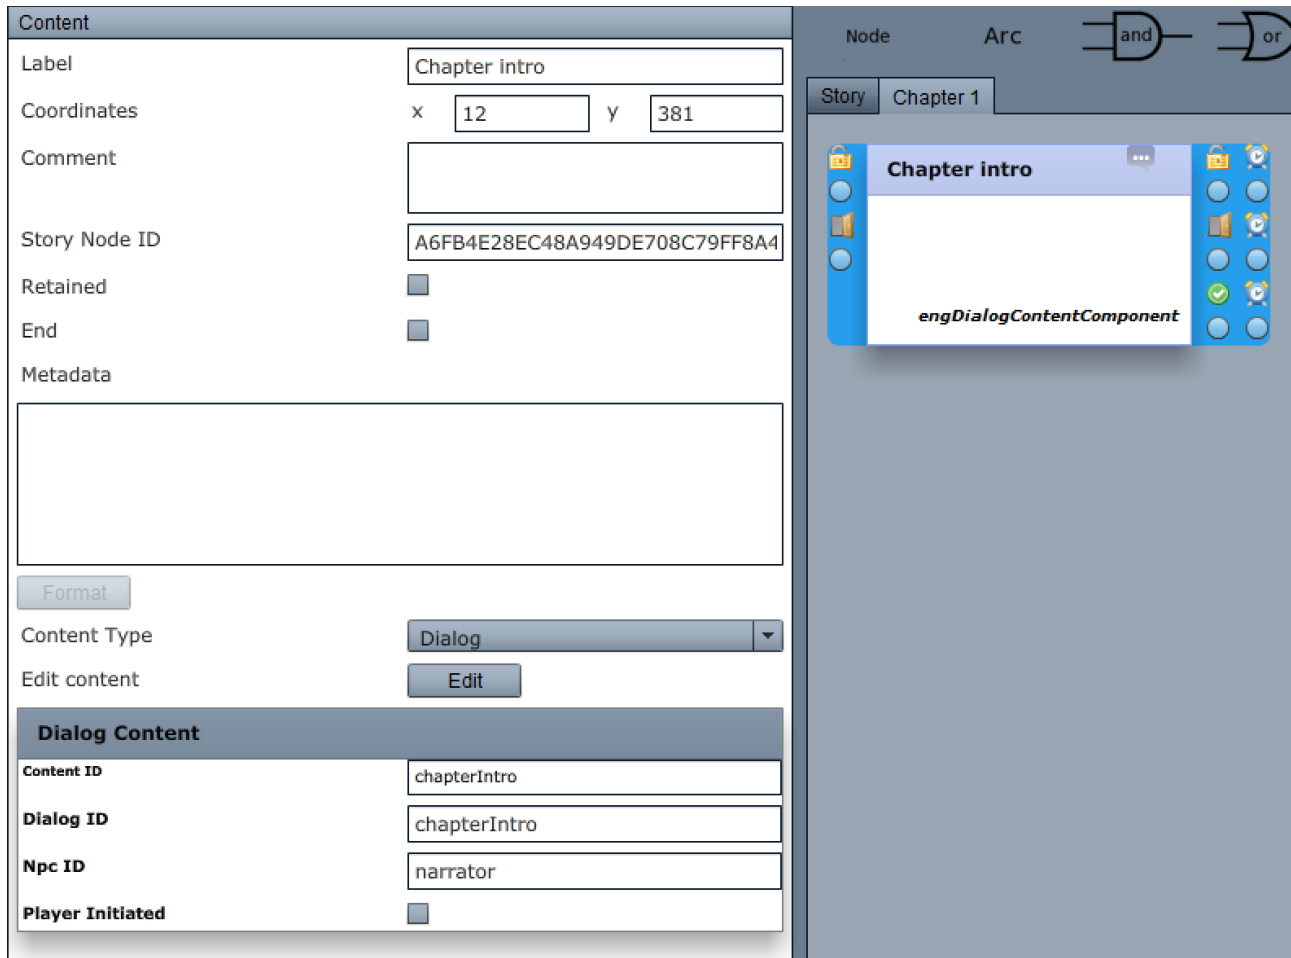 Content
Label
Chapter intro
Coordinates
x
12
y
381
Comment
Story Node ID
A6FB4E28EC48A949DE708C79FF8A4
Retained
End
Metadata
Format
Content Type
Dialog
Edit content
Edit
Dialog Content
Content ID
chapterIntro
Dialog ID
chapterIntro
Npc ID
narrator
Player Initiated
Node
Arc
and
or
Story
Chapter 1
Chapter intro
engDialogContentComponent